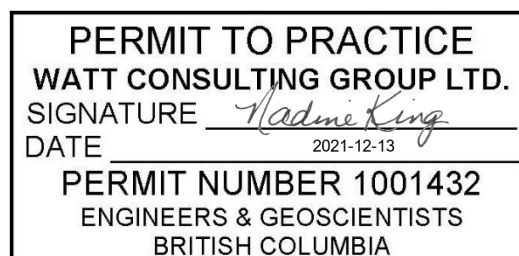 PERMIT TO PRACTICE
WATT CONSULTING GROUP LTD.
SIGNATURE Nadine King
DATE 2021-12-13
PERMIT NUMBER 1001432
ENGINEERS & GEOSCIENTISTS
BRITISH COLUMBIA